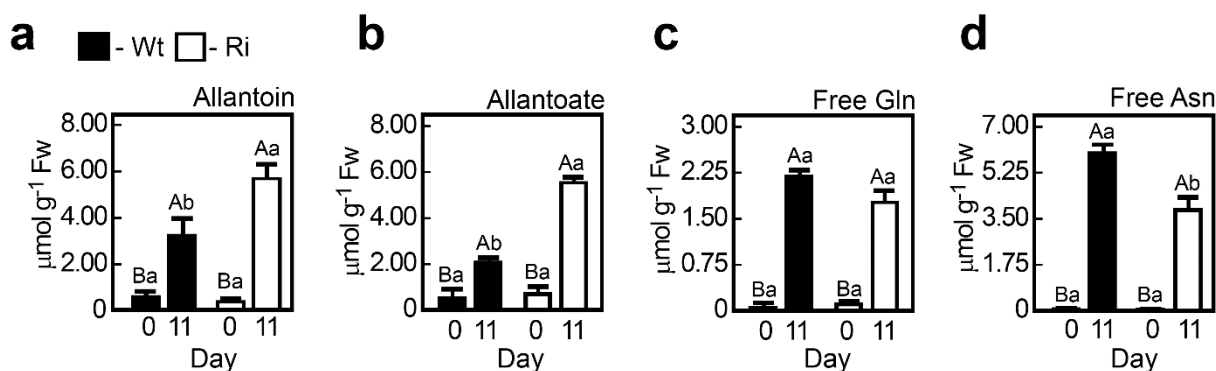 a
- Wt - Ri
Allantoin
μmol g⁻¹ Fw
8.00
6.00
4.00
2.00
0
Ba
Ab
Ba
Aa
0 11 0 11
Day
b
Allantoate
μmol g⁻¹ Fw
8.00
6.00
4.00
2.00
0
Ba
Ab
Ba
Aa
0 11 0 11
Day
c
Free Gln
μmol g⁻¹ Fw
3.00
2.25
1.50
0.75
0
Ba
Aa
Ba
Aa
0 11 0 11
Day
d
Free Asn
μmol g⁻¹ Fw
7.00
5.25
3.50
1.75
0
Ba
Aa
Ba
Ab
0 11 0 11
Day